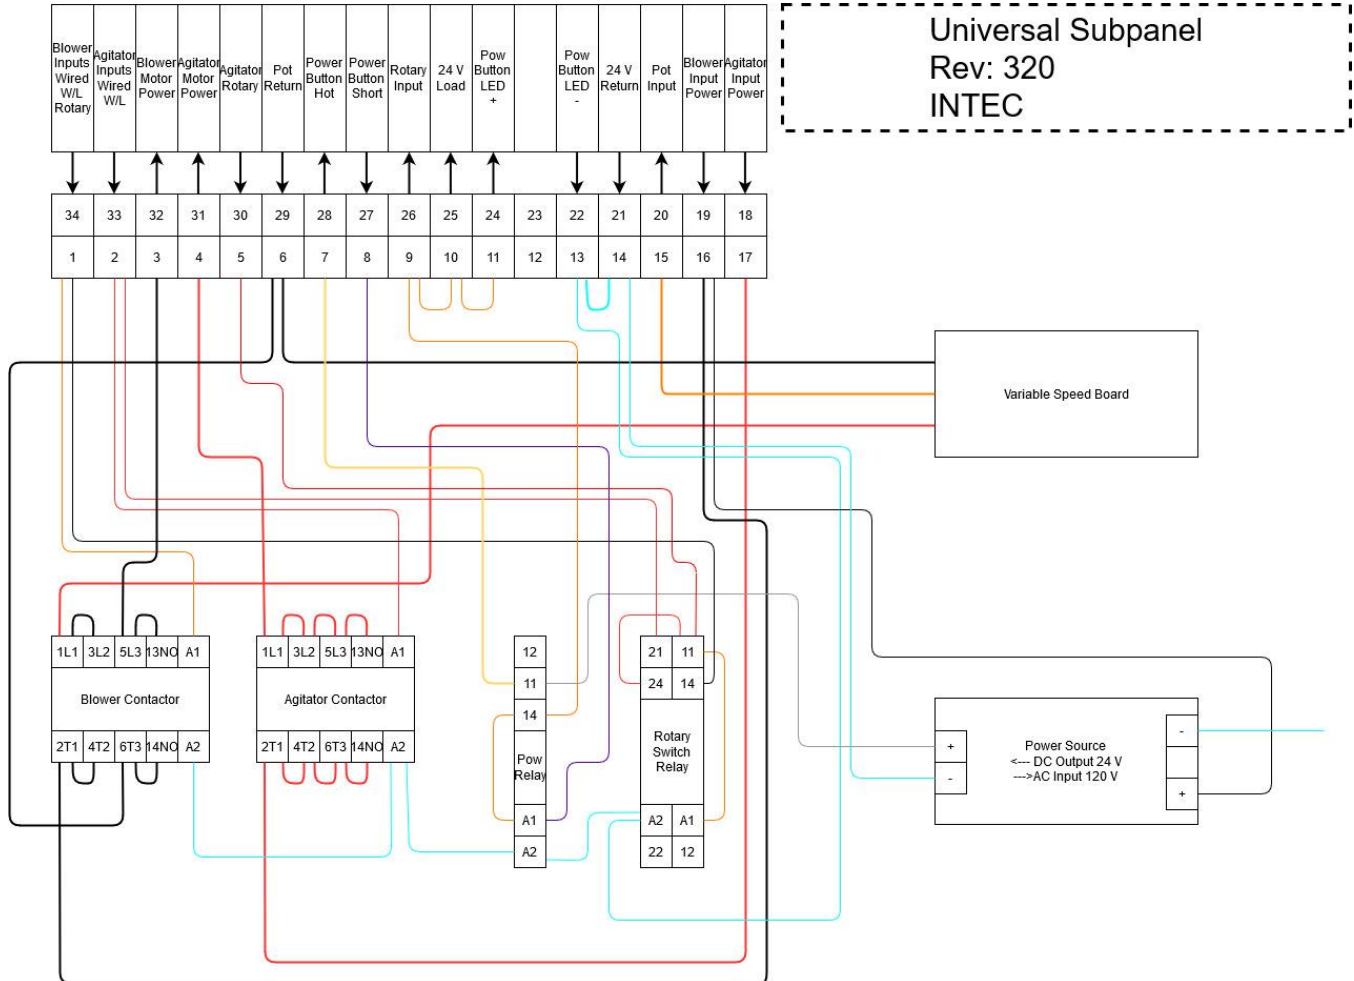 Universal Subpanel
Rev: 320
INTEC
Blower
Inputs
Wired
W/L
Rotary
Agitator
Inputs
Wired
W/L
Blower
Motor
Power
Agitator
Motor
Power
Agitator
Rotary
Pot
Return
Power
Button
Hot
Power
Button
Short
Rotary
Input
24 V
Load
Pow
Button
LED
+
Pow
Button
LED
-
24 V
Return
Pot
Input
Blower
Input
Power
Agitator
Input
Power
34 33 32 31 30 29 28 27 26 25 24 23 22 21 20 19 18
1 2 3 4 5 6 7 8 9 10 11 12 13 14 15 16 17
Variable Speed Board
1L1 3L2 5L3 13NO A1
Blower Contactor
2T1 4T2 6T3 14NO A2
1L1 3L2 5L3 13NO A1
Agitator Contactor
2T1 4T2 6T3 14NO A2
12
11
14
Pow
Relay
A1
A2
21 11
24 14
Rotary
Switch
Relay
A2 A1
22 12
+
-
Power Source
<--- DC Output 24 V
--->AC Input 120 V
-
+